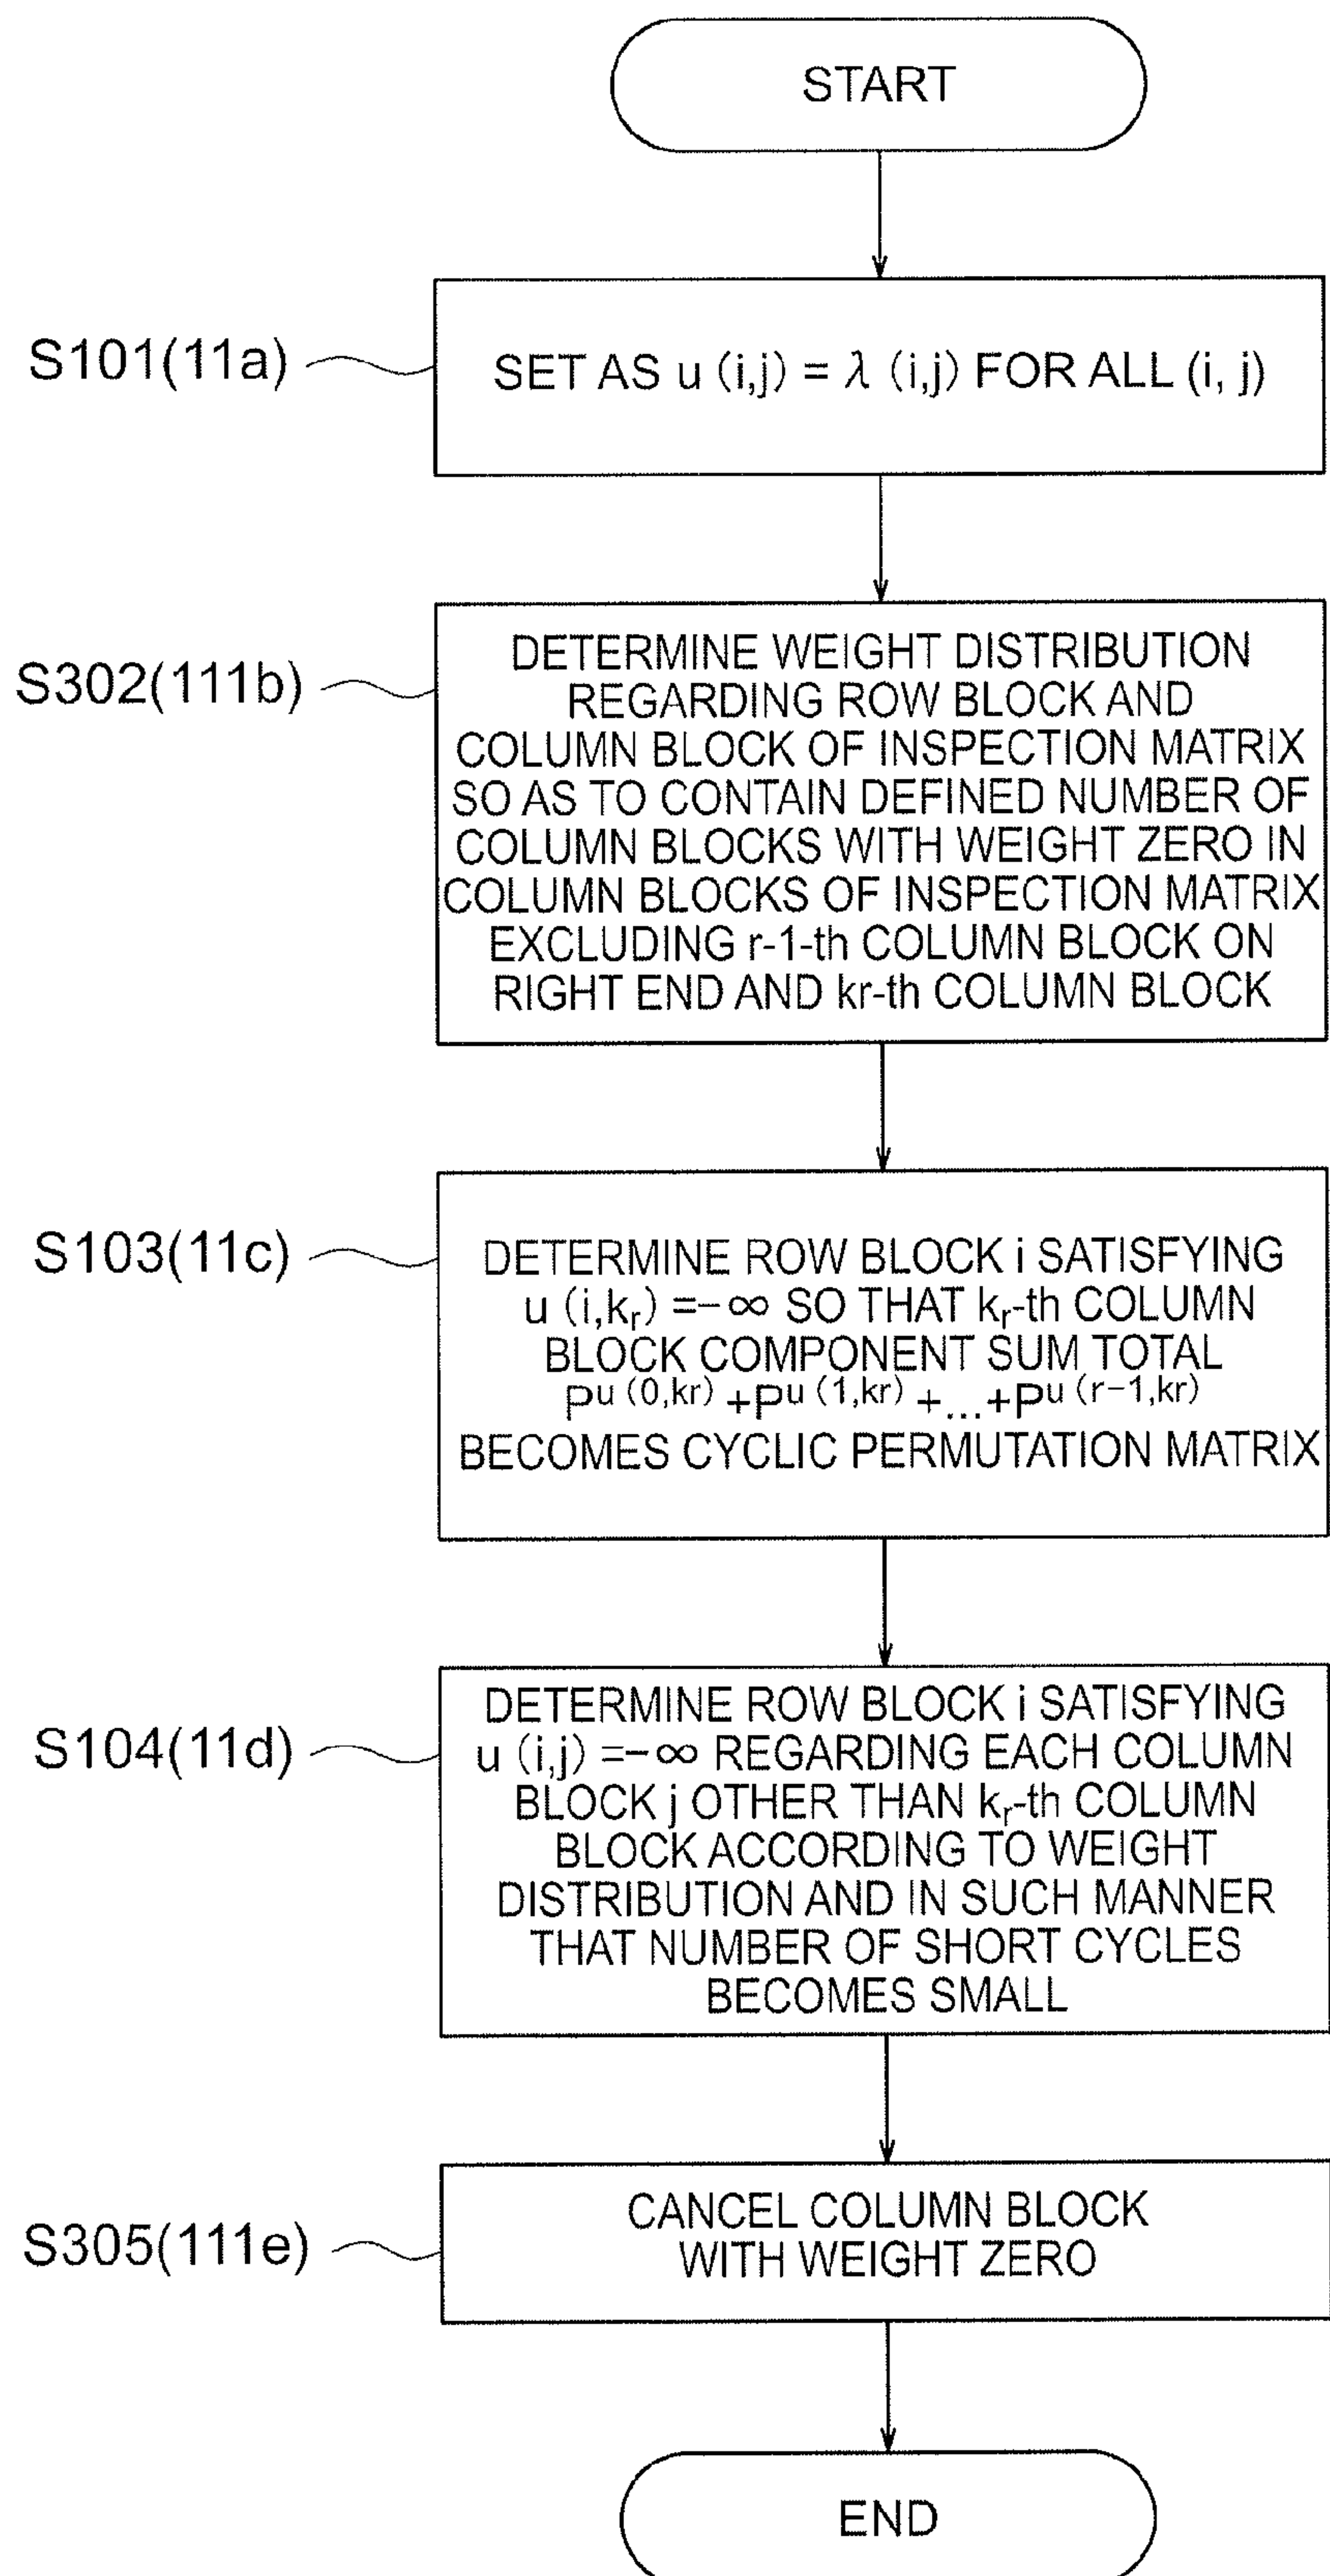 START
S101(11a)
SET AS u (i,j) = λ (i,j) FOR ALL (i, j)
S302(111b)
DETERMINE WEIGHT DISTRIBUTION
REGARDING ROW BLOCK AND
COLUMN BLOCK OF INSPECTION MATRIX
SO AS TO CONTAIN DEFINED NUMBER OF
COLUMN BLOCKS WITH WEIGHT ZERO IN
COLUMN BLOCKS OF INSPECTION MATRIX
EXCLUDING r-1-th COLUMN BLOCK ON
RIGHT END AND kr-th COLUMN BLOCK
S103(11c)
DETERMINE ROW BLOCK i SATISFYING
u (i,kr) =-∞ SO THAT kr-th COLUMN
BLOCK COMPONENT SUM TOTAL
Pu (0,kr) +Pu (1,kr) +...+Pu (r-1,kr)
BECOMES CYCLIC PERMUTATION MATRIX
S104(11d)
DETERMINE ROW BLOCK i SATISFYING
u (i,j) =-∞ REGARDING EACH COLUMN
BLOCK j OTHER THAN kr-th COLUMN
BLOCK ACCORDING TO WEIGHT
DISTRIBUTION AND IN SUCH MANNER
THAT NUMBER OF SHORT CYCLES
BECOMES SMALL
S305(111e)
CANCEL COLUMN BLOCK
WITH WEIGHT ZERO
END